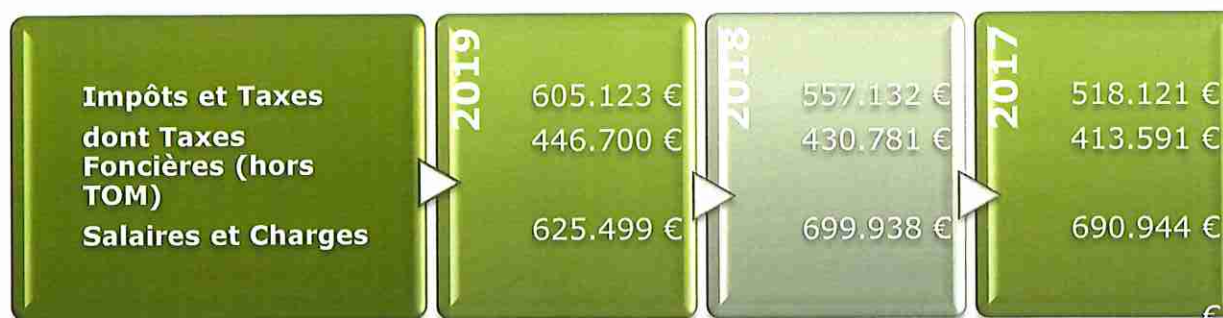 Impôts et Taxes
dont Taxes
Foncières (hors
TOM)
Salaires et Charges
2019
605.123 €
446.700 €
625.499 €
2018
557.132 €
430.781 €
699.938 €
2017
518.121 €
413.591 €
690.944 €
€